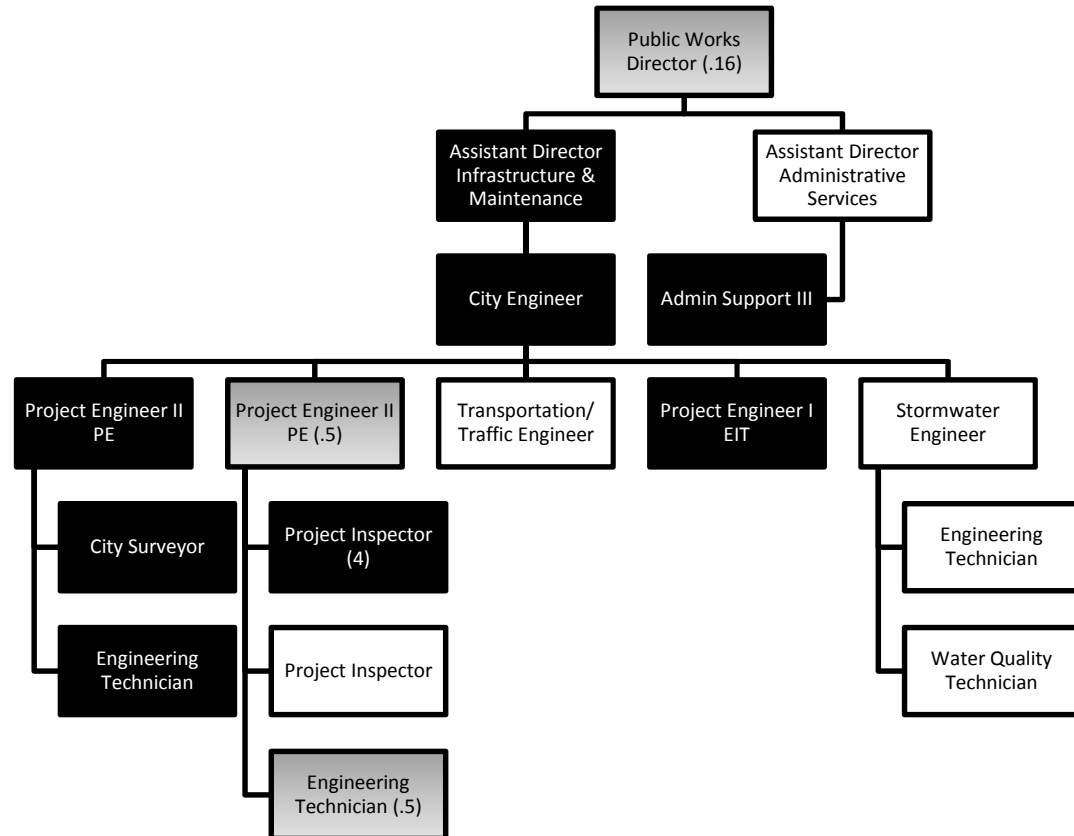 Public Works
Director (.16)
Assistant Director
Infrastructure &
Maintenance
Assistant Director
Administrative
Services
City Engineer
Admin Support III
Project Engineer II
PE
Project Engineer II
PE (.5)
Transportation/
Traffic Engineer
Project Engineer I
EIT
Stormwater
Engineer
City Surveyor
Project Inspector
(4)
Engineering
Technician
Engineering
Technician
Project Inspector
Water Quality
Technician
Engineering
Technician (.5)